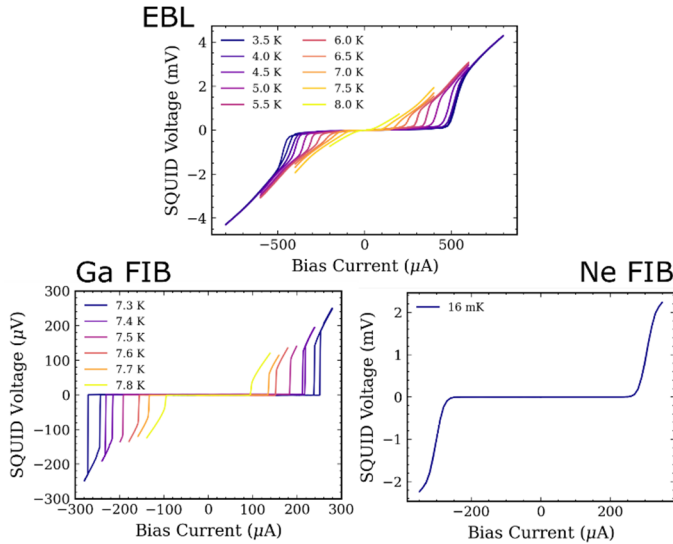 EBL
3.5 K
4.0 K
4.5 K
5.0 K
5.5 K
6.0 K
6.5 K
7.0 K
7.5 K
8.0 K
SQUID Voltage (mV)
4
2
0
−2
−4
−500
0
500
Bias Current (μA)
Ga FIB
7.3 K
7.4 K
7.5 K
7.6 K
7.7 K
7.8 K
SQUID Voltage (μV)
300
200
100
0
−100
−200
−300
−300
−200
−100
0
100
200
300
Bias Current (μA)
Ne FIB
16 mK
SQUID Voltage (mV)
2
1
0
−1
−2
−200
0
200
Bias Current (μA)